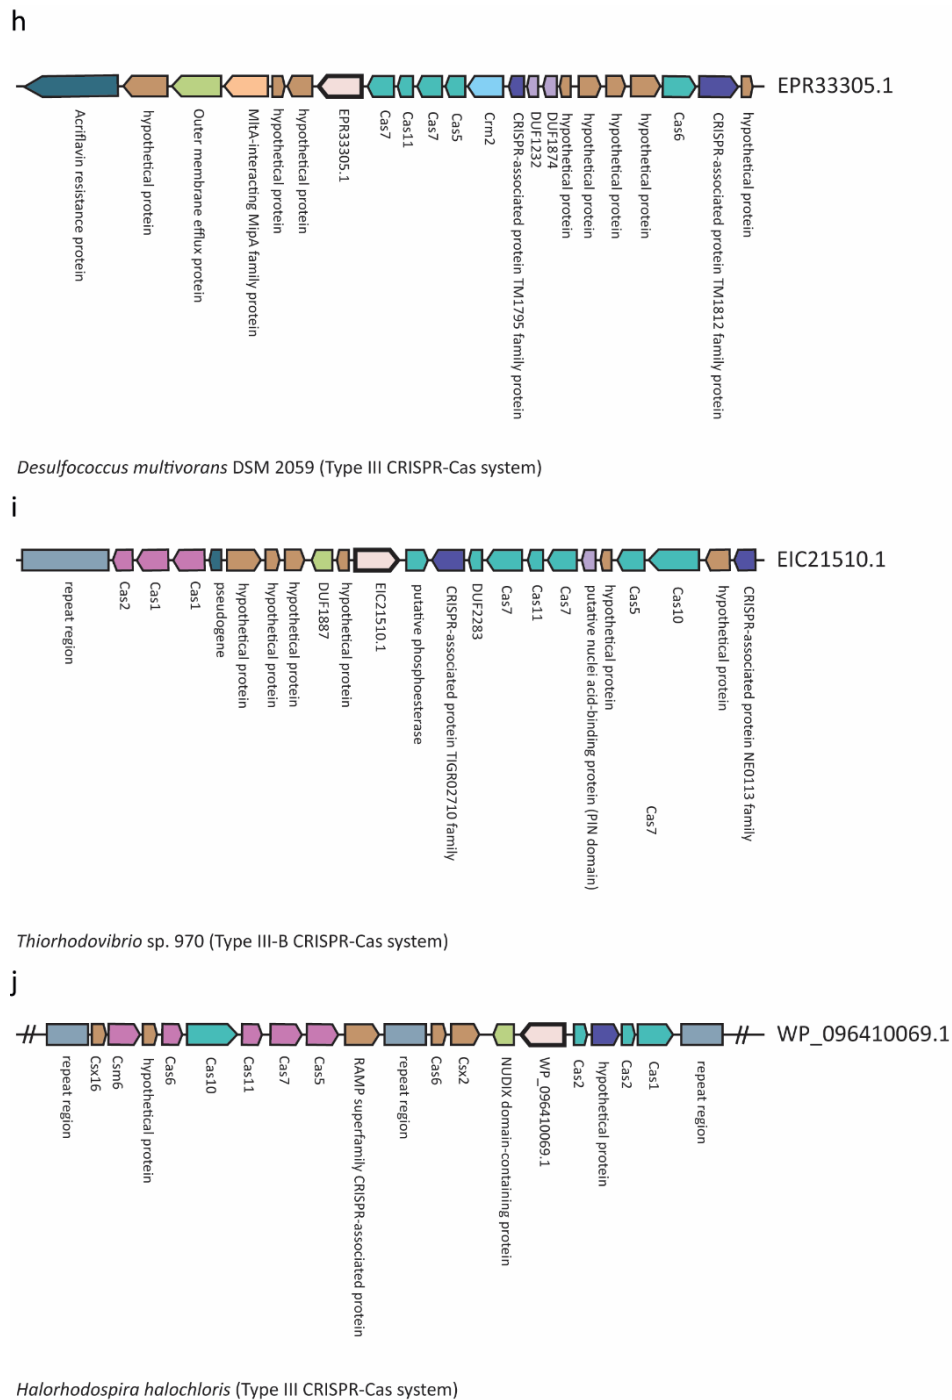 h
EPR33305.1
Acriflavin resistance protein
hypothetical protein
Outer membrane efflux protein
MltA-interacting MipA family protein
hypothetical protein
hypothetical protein
EPR33305.1
Cas7
Cas11
Cas7
Cas5
Crm2
CRISPR-associated protein TM1795 family protein
DUF1232
DUF1874
hypothetical protein
hypothetical protein
hypothetical protein
hypothetical protein
Cas6
CRISPR-associated protein TM1812 family protein
hypothetical protein
Desulfococcus multivorans DSM 2059 (Type III CRISPR-Cas system)
i
EIC21510.1
repeat region
Cas2
Cas1
Cas1
pseudogene
hypothetical protein
hypothetical protein
hypothetical protein
DUF1887
hypothetical protein
EIC21510.1
putative phosphoesterase
CRISPR-associated protein TIGR02710 family
DUF2283
Cas7
Cas11
Cas7
putative nuclei acid-binding protein (PIN domain)
hypothetical protein
Cas5
Cas7
Cas10
hypothetical protein
CRISPR-associated protein NE0113 family
Thiorhodovibrio sp. 970 (Type III-B CRISPR-Cas system)
j
WP_096410069.1
repeat region
Csx16
Csm6
hypothetical protein
Cas6
Cas10
Cas11
Cas7
Cas5
RAMP superfamily CRISPR-associated protein
repeat region
Cas6
Csx2
NUDIX domain-containing protein
WP_096410069.1
Cas2
hypothetical protein
Cas2
Cas1
repeat region
Halorhodospira halochloris (Type III CRISPR-Cas system)